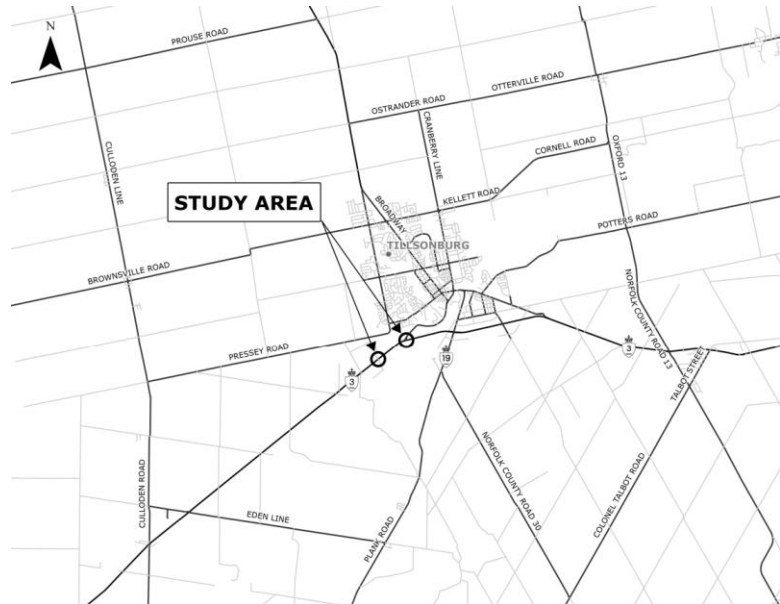 N
PROUSE ROAD
OTTERVILLE ROAD
OSTRANDER ROAD
CRANBERRY LINE
CORNELL ROAD
OXFORD 13
CULLODEN LINE
STUDY AREA
BROADWAY
KELLETT ROAD
POTTERS ROAD
TILLSONBURG
BROWNSVILLE ROAD
NORFOLK COUNTY ROAD 13
PRESSEY ROAD
3
19
3
TALBOT STREET
CULLODEN ROAD
EDEN LINE
PLANK ROAD
NORFOLK COUNTY ROAD 30
COLONEL TALBOT ROAD